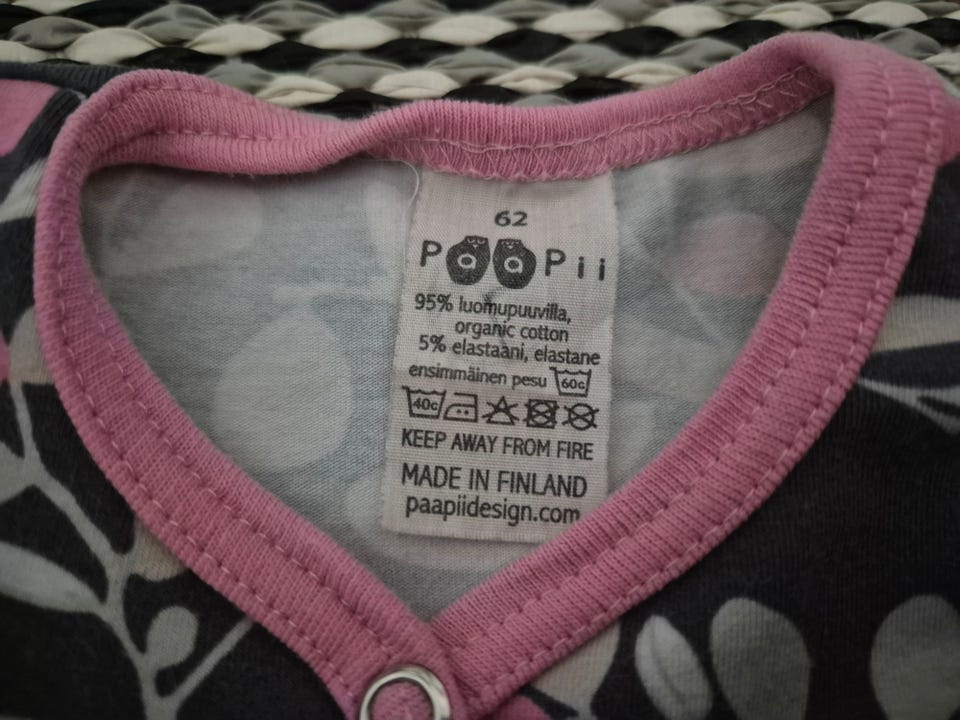 62
PaaPii
95% luomupuuvilla,
organic cotton
5% elastaani, elastane
ensimmäinen pesu 60c
40c
KEEP AWAY FROM FIRE
MADE IN FINLAND
paapiidesign.com